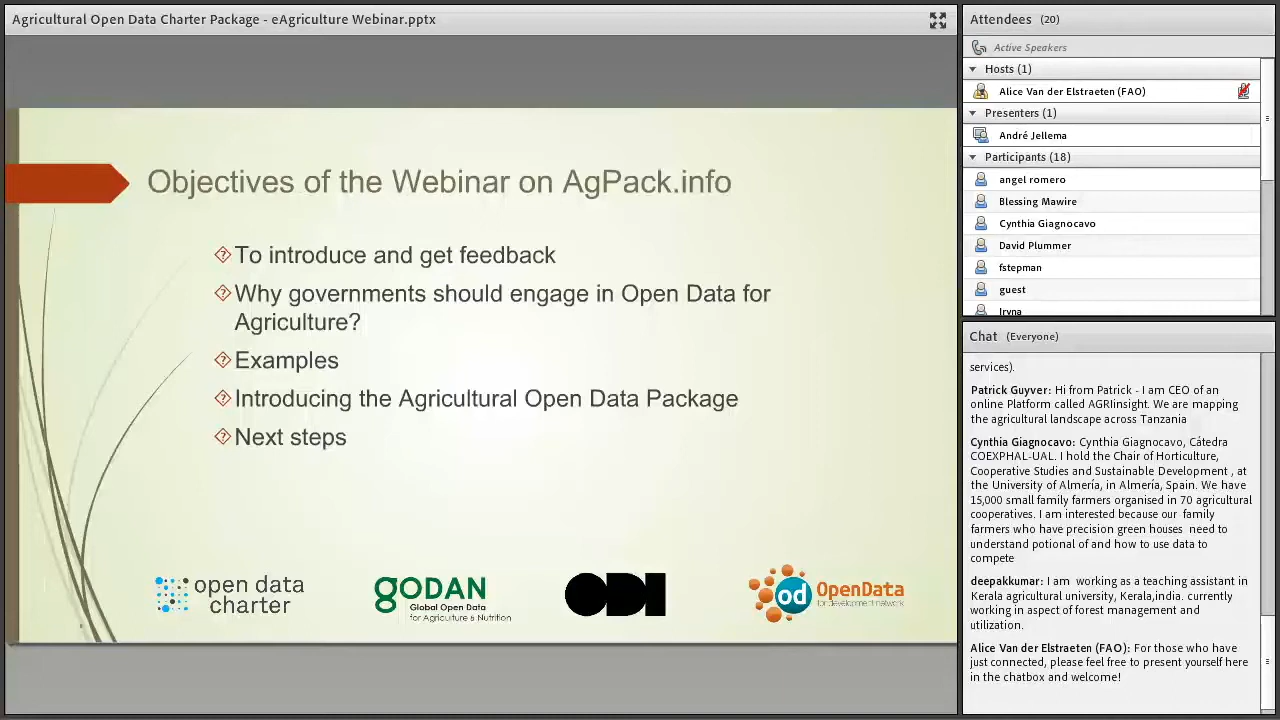 Agricultural Open Data Charter Package - eAgriculture Webinar.pptx
Objectives of the Webinar on AgPack.info
To introduce and get feedback
Why governments should engage in Open Data for
Agriculture?
Examples
Introducing the Agricultural Open Data Package
Next steps
open data
charter
GODAN
Global Open Data
for Agriculture & Nutrition
ODI
od OpenData
for development network
Attendees (20)
Active Speakers
Hosts (1)
Alice Van der Elstraeten (FAO)
Presenters (1)
André Jellema
Participants (18)
angel romero
Blessing Mawire
Cynthia Giagnocavo
David Plummer
fstepman
guest
Iryna
Chat (Everyone)
services).
Patrick Guyver: Hi from Patrick - I am CEO of an
online Platform called AGRIinsight. We are mapping
the agricultural landscape across Tanzania
Cynthia Giagnocavo: Cynthia Giagnocavo, Cátedra
COEXPHAL-UAL. I hold the Chair of Horticulture,
Cooperative Studies and Sustainable Development , at
the University of Almería, in Almería, Spain. We have
15,000 small family farmers organised in 70 agricultural
cooperatives. I am interested because our family
farmers who have precision green houses need to
understand potional of and how to use data to
compete
deepakkumar: I am working as a teaching assistant in
Kerala agricultural university, Kerala,india. currently
working in aspect of forest management and
utilization.
Alice Van der Elstraeten (FAO): For those who have
just connected, please feel free to present yourself here
in the chatbox and welcome!